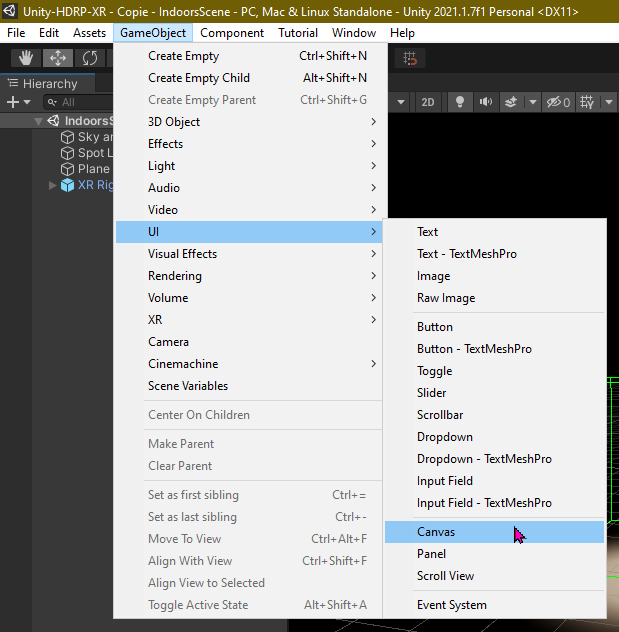 Unity-HDRP-XR - Copie - IndoorsScene - PC, Mac & Linux Standalone - Unity 2021.1.7f1 Personal <DX11>
File Edit Assets GameObject Component Tutorial Window Help
Hierarchy
All
2D
0
IndoorsS
Sky an
Spot L
Plane
XR Rig
Create Empty Ctrl+Shift+N
Create Empty Child Alt+Shift+N
Create Empty Parent Ctrl+Shift+G
3D Object
Effects
Light
Audio
Video
UI
Visual Effects
Rendering
Volume
XR
Camera
Cinemachine
Scene Variables
Center On Children
Make Parent
Clear Parent
Set as first sibling Ctrl+=
Set as last sibling Ctrl+-
Move To View Ctrl+Alt+F
Align With View Ctrl+Shift+F
Align View to Selected
Toggle Active State Alt+Shift+A
Text
Text - TextMeshPro
Image
Raw Image
Button
Button - TextMeshPro
Toggle
Slider
Scrollbar
Dropdown
Dropdown - TextMeshPro
Input Field
Input Field - TextMeshPro
Canvas
Panel
Scroll View
Event System